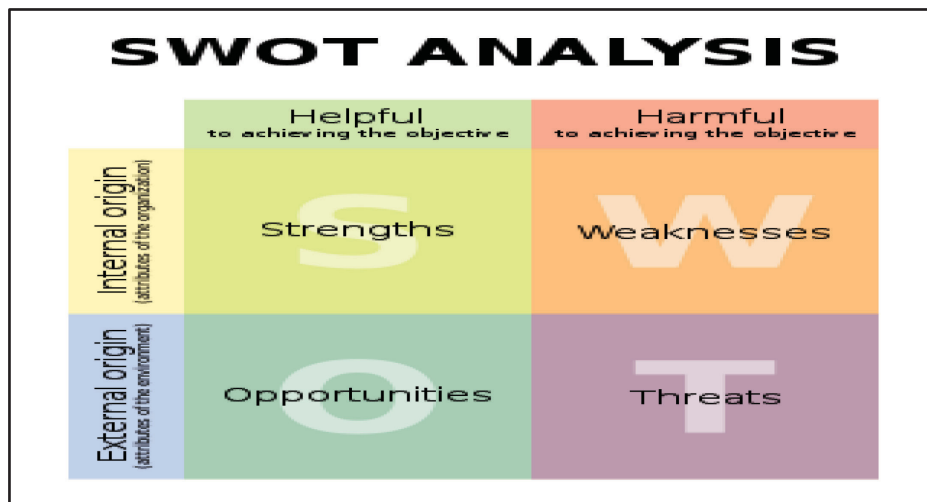 SWOT ANALYSIS
Helpful
to achieving the objective
Harmful
to achieving the objective
Internal origin
(attributes of the organization)
S
Strengths
W
Weaknesses
External origin
(attributes of the environment)
O
Opportunities
T
Threats